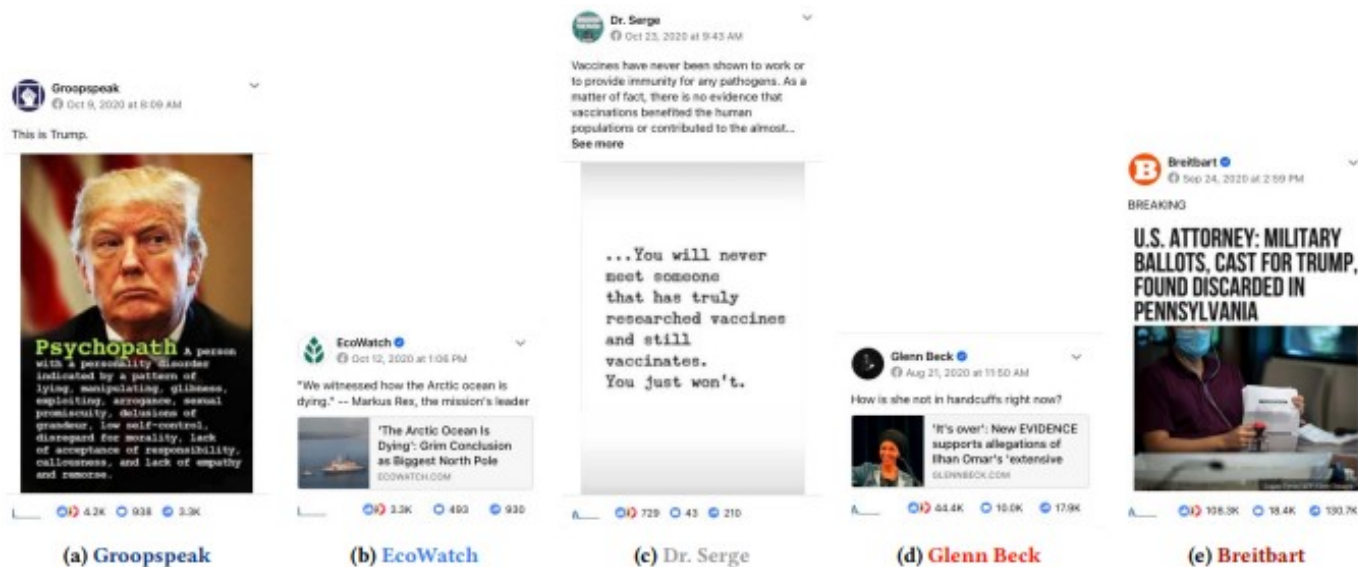 Groopspeak
Oct 9, 2020 at 8:09 AM
This is Trump.
Psychopath A person
with a personality disorder
indicated by a pattern of
lying, manipulating, glibness,
exploiting, arrogance, sexual
promiscuity, delusions of
grandeur, low self-control,
disregard for morality, lack
of acceptance of responsibility,
callousness, and lack of empathy
and remorse.
4.2K 938 3.3K
(a) Groopspeak
EcoWatch
Oct 12, 2020 at 1:06 PM
"We witnessed how the Arctic ocean is
dying." -- Markus Rex, the mission's leader
'The Arctic Ocean Is
Dying': Grim Conclusion
as Biggest North Pole
ECOWATCH.COM
3.3K 493 930
(b) EcoWatch
Dr. Serge
Oct 23, 2020 at 9:43 AM
Vaccines have never been shown to work or
to provide immunity for any pathogens. As a
matter of fact, there is no evidence that
vaccinations benefited the human
populations or contributed to the almost...
See more
...You will never
meet someone
that has truly
researched vaccines
and still
vaccinates.
You just won't.
729 43 210
(c) Dr. Serge
Glenn Beck
Aug 21, 2020 at 11:50 AM
How is she not in handcuffs right now?
'It's over': New EVIDENCE
supports allegations of
Ilhan Omar's 'extensive
GLENNBECK.COM
44.4K 10.0K 17.9K
(d) Glenn Beck
B
Breitbart
Sep 24, 2020 at 2:59 PM
BREAKING
U.S. ATTORNEY: MILITARY
BALLOTS, CAST FOR TRUMP,
FOUND DISCARDED IN
PENNSYLVANIA
108.3K 18.4K 130.7K
(e) Breitbart